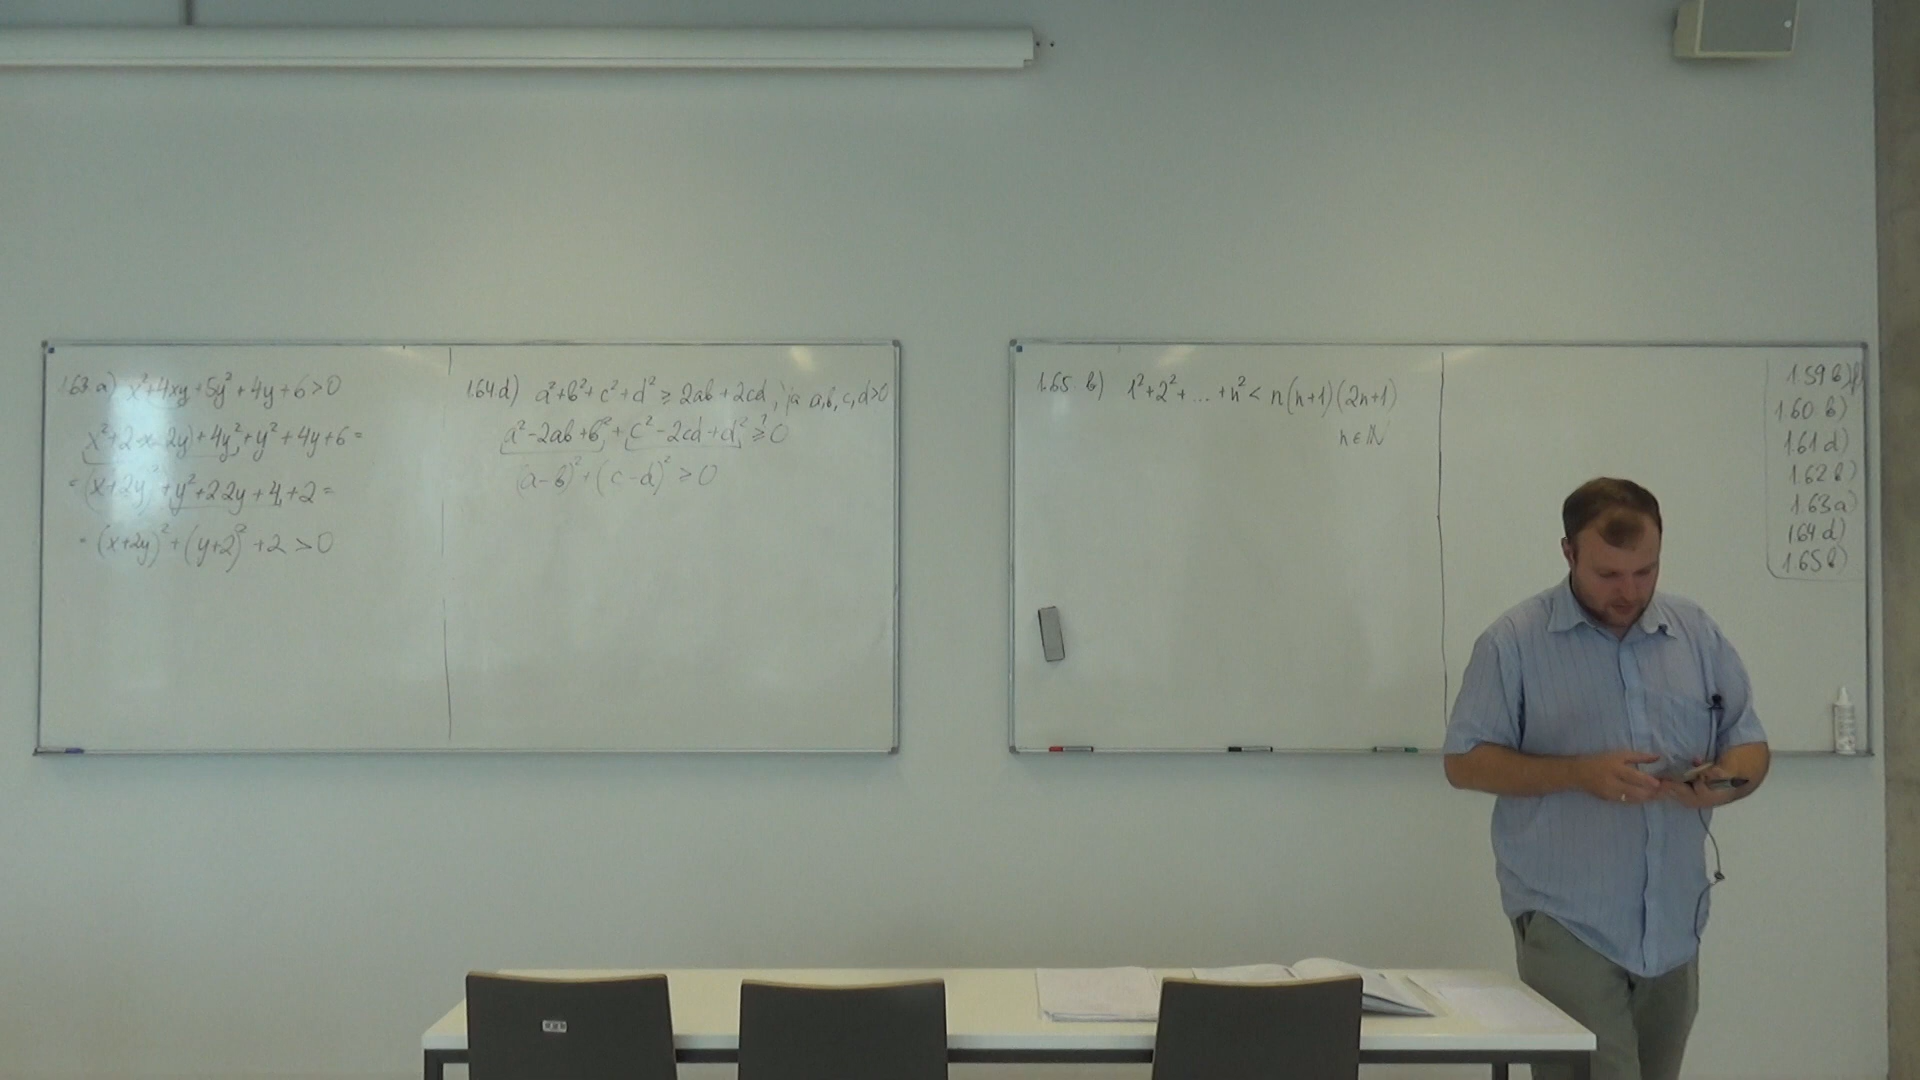 1.63 a) x²+4xy+5y²+4y+6>0
x²+2·x·2y+4y²+y²+4y+6=
=(x+2y)²+y²+2·2y+4+2=
=(x+2y)²+(y+2)²+2>0
1.64 d) a²+b²+c²+d² ≥ 2ab+2cd, ja a,b,c,d>0
a²-2ab+b²+c²-2cd+d² ≥? 0
(a-b)²+(c-d)²>0
1.65 b) 1²+2²+...+n² < n(n+1)(2n+1)
n∈ℕ
1.59 b)
1.60 b)
1.61 d)
1.62 b)
1.63 a)
1.64 d)
1.65 b)